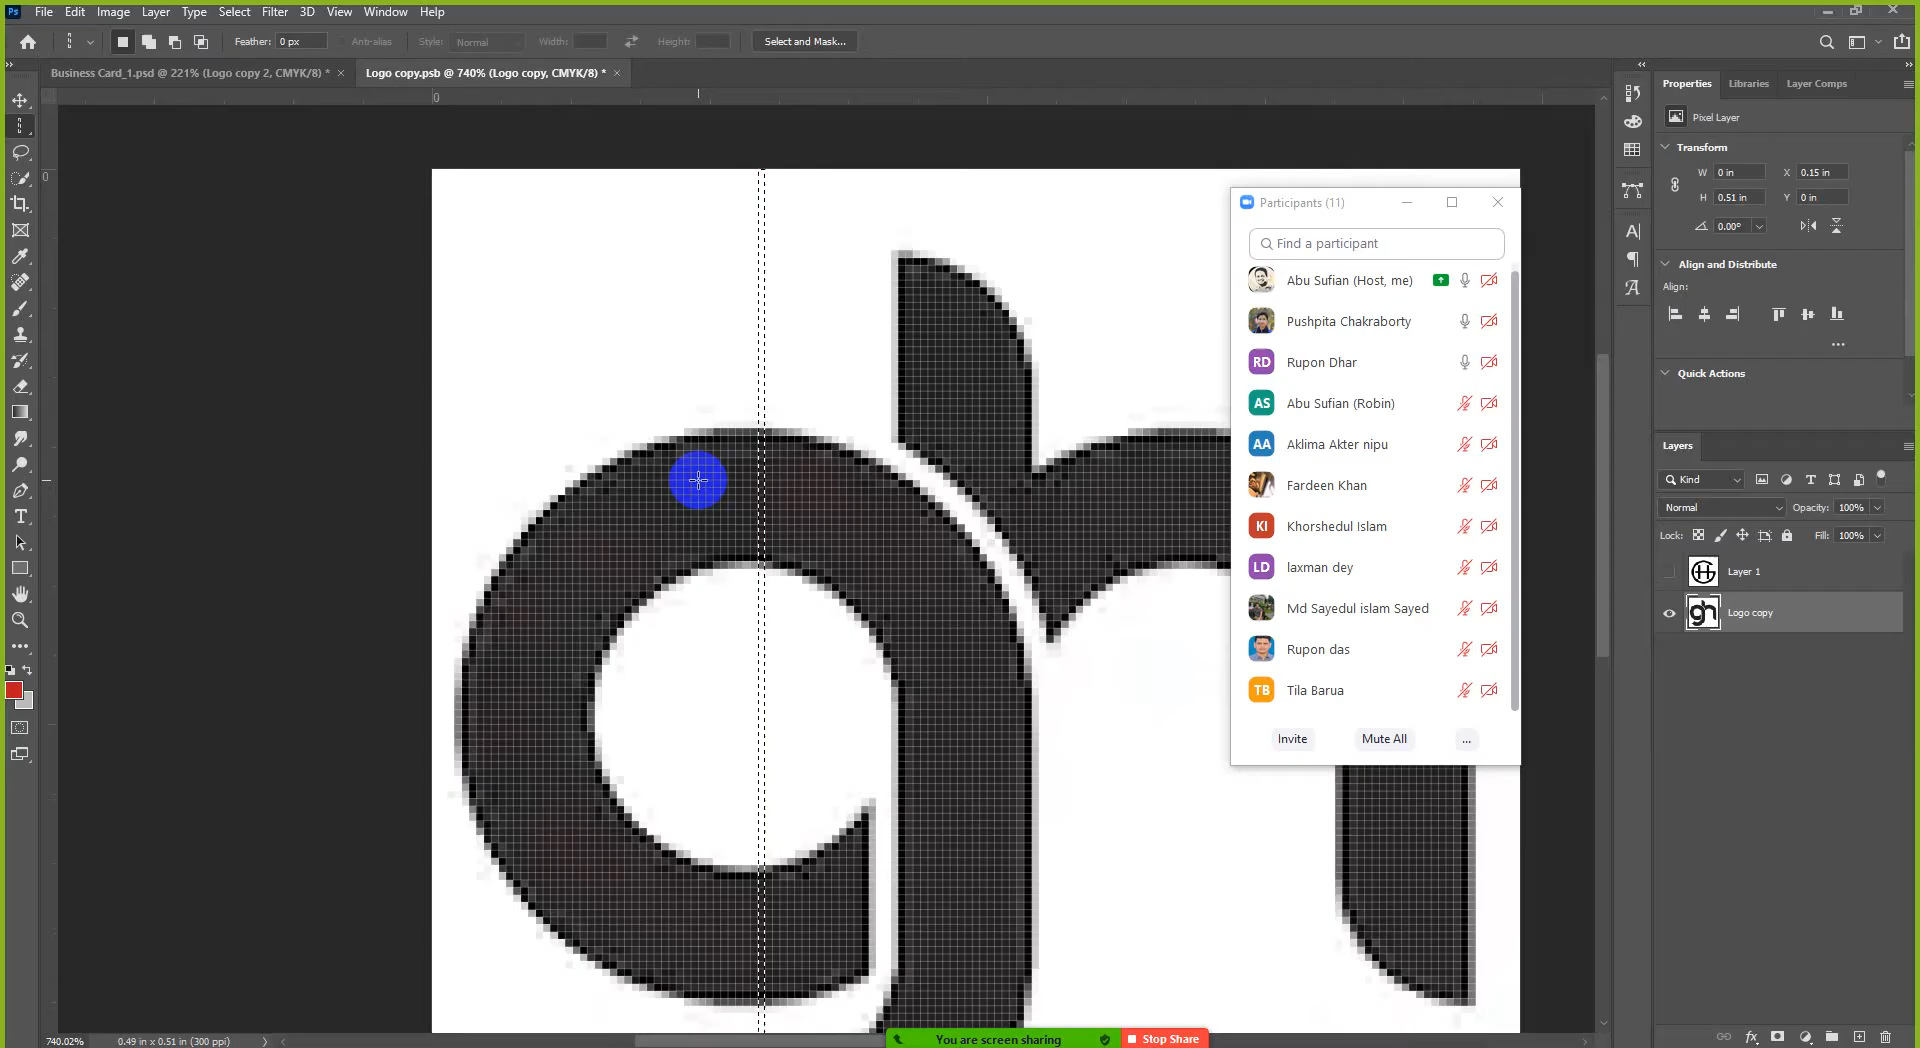 Ps File Edit Image Layer Type Select Filter 3D View Window Help
Feather: 0 px Anti-alias Style: Normal Width: Height: Select and Mask...
Business Card_1.psd @ 221% (Logo copy 2, CMYK/8) * × Logo copy.psb @ 740% (Logo copy, CMYK/8) * ×
0
0
Participants (11)
Find a participant
Abu Sufian (Host, me)
Pushpita Chakraborty
RD Rupon Dhar
AS Abu Sufian (Robin)
AA Aklima Akter nipu
Fardeen Khan
KI Khorshedul Islam
LD laxman dey
Md Sayedul islam Sayed
Rupon das
TB Tila Barua
Invite Mute All ...
Properties Libraries Layer Comps
Pixel Layer
Transform
W 0 in X 0.15 in
H 0.51 in Y 0 in
0.00°
Align and Distribute
Align:
...
Quick Actions
Layers
Kind
Normal Opacity: 100%
Lock: Fill: 100%
Layer 1
gh Logo copy
fx
740.02% 0.49 in x 0.51 in (300 ppi)
You are screen sharing Stop Share